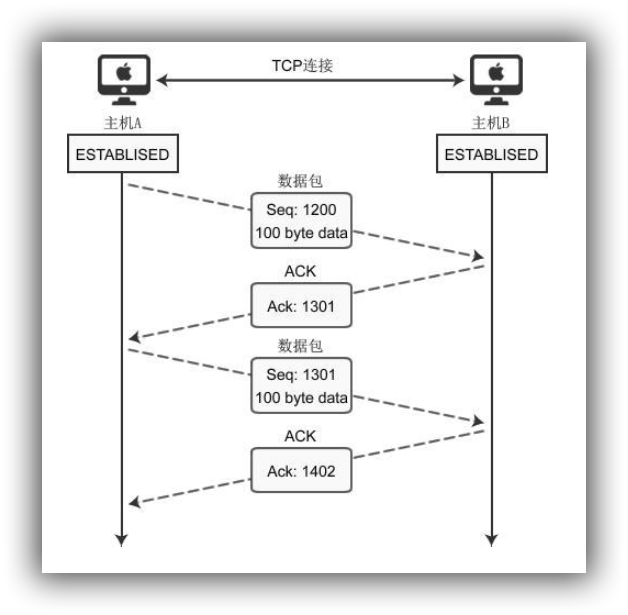 TCP连接
主机A
主机B
ESTABLISED
ESTABLISED
数据包
Seq: 1200
100 byte data
ACK
Ack: 1301
数据包
Seq: 1301
100 byte data
ACK
Ack: 1402